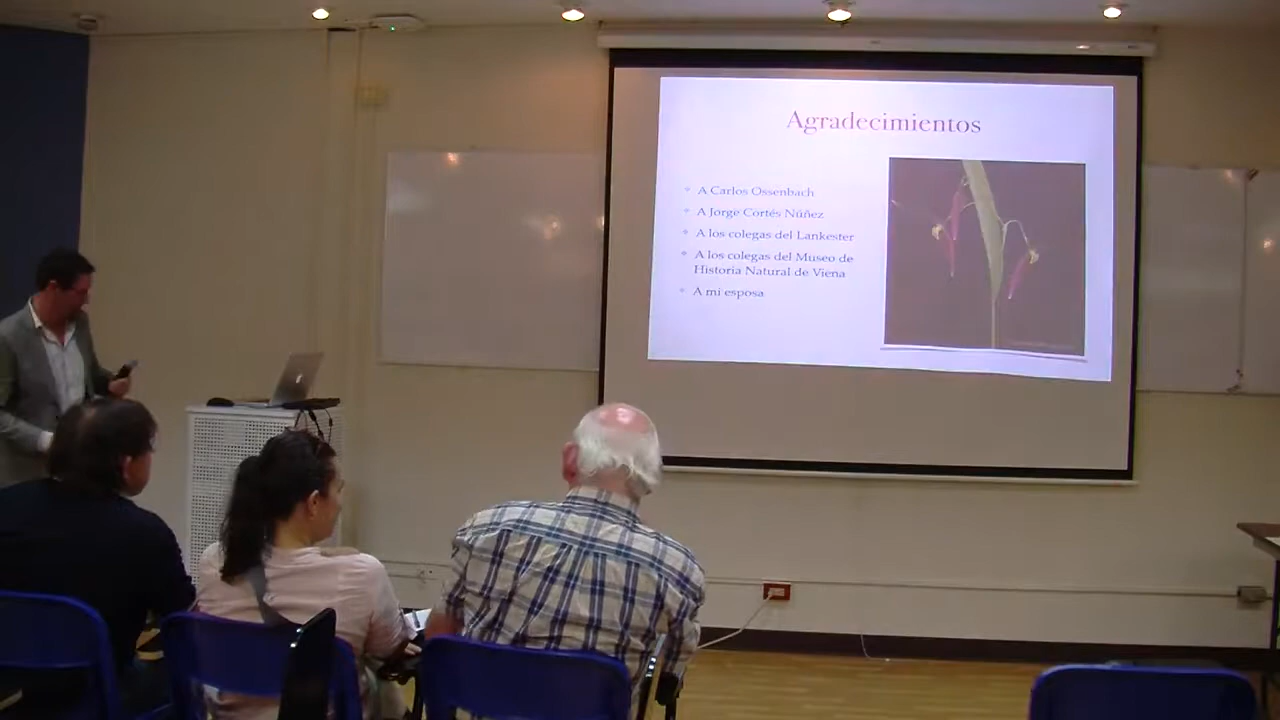 Agradecimientos
A Carlos Ossenbach
A Jorge Cortés Núñez
A los colegas del Lankester
A los colegas del Museo de
Historia Natural de Viena
A mi esposa